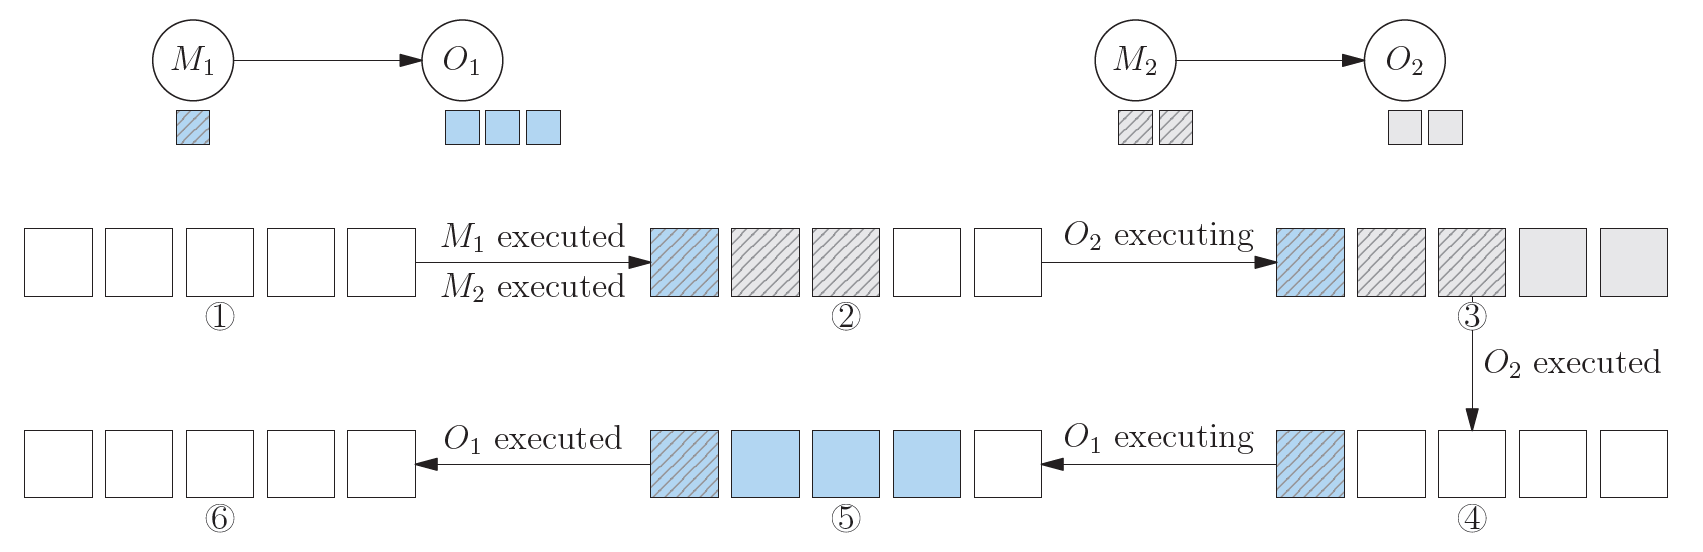 M₁ O₁ M₂ O₂
M₁ executed
M₂ executed
O₂ executing
① ② ③
O₂ executed
O₁ executed O₁ executing
⑥ ⑤ ④